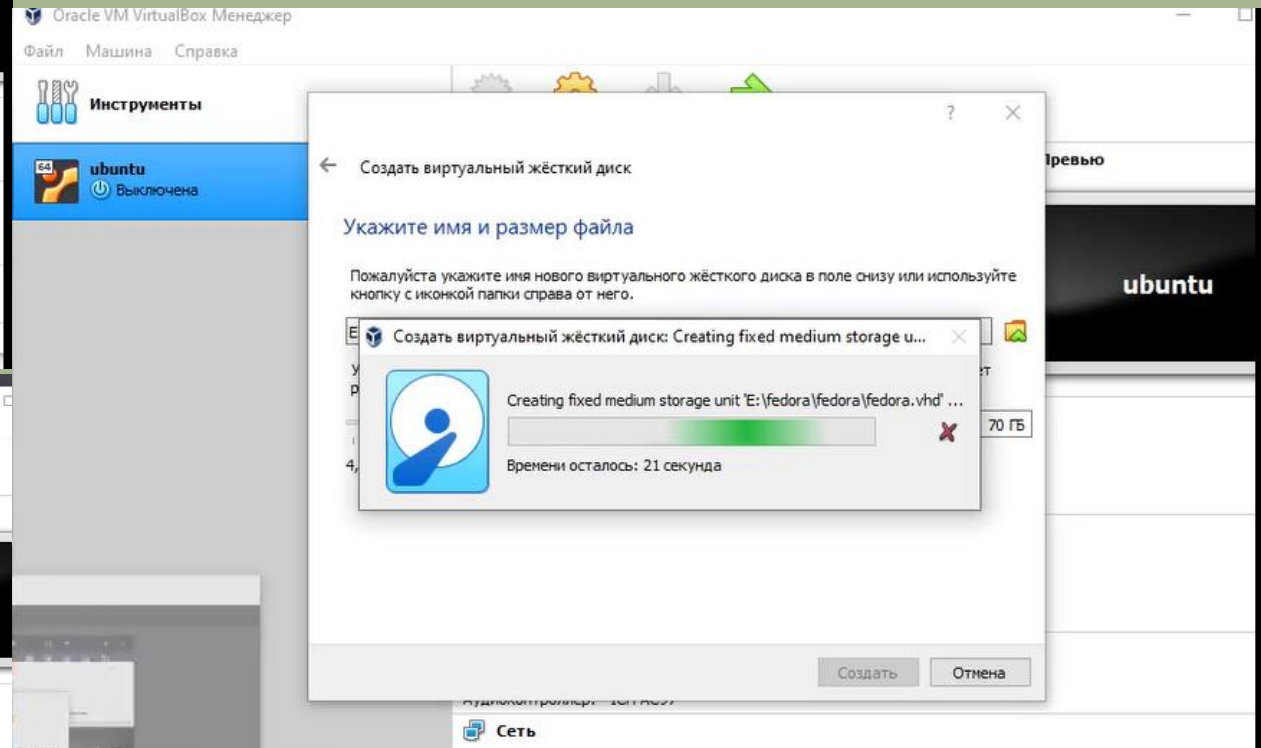 Oracle VM VirtualBox Менеджер
Файл Машина Справка
Инструменты
64
ubuntu
Выключена
?
Создать виртуальный жёсткий диск
Укажите имя и размер файла
Пожалуйста укажите имя нового виртуального жёсткого диска в поле снизу или используйте
кнопку с иконкой папки справа от него.
Создать виртуальный жёсткий диск: Creating fixed medium storage u...
Creating fixed medium storage unit 'E:\fedora\fedora\fedora.vhd' ...
70 ГБ
Времени осталось: 21 секунда
4,
Создать
Отмена
Превью
ubuntu
Сеть